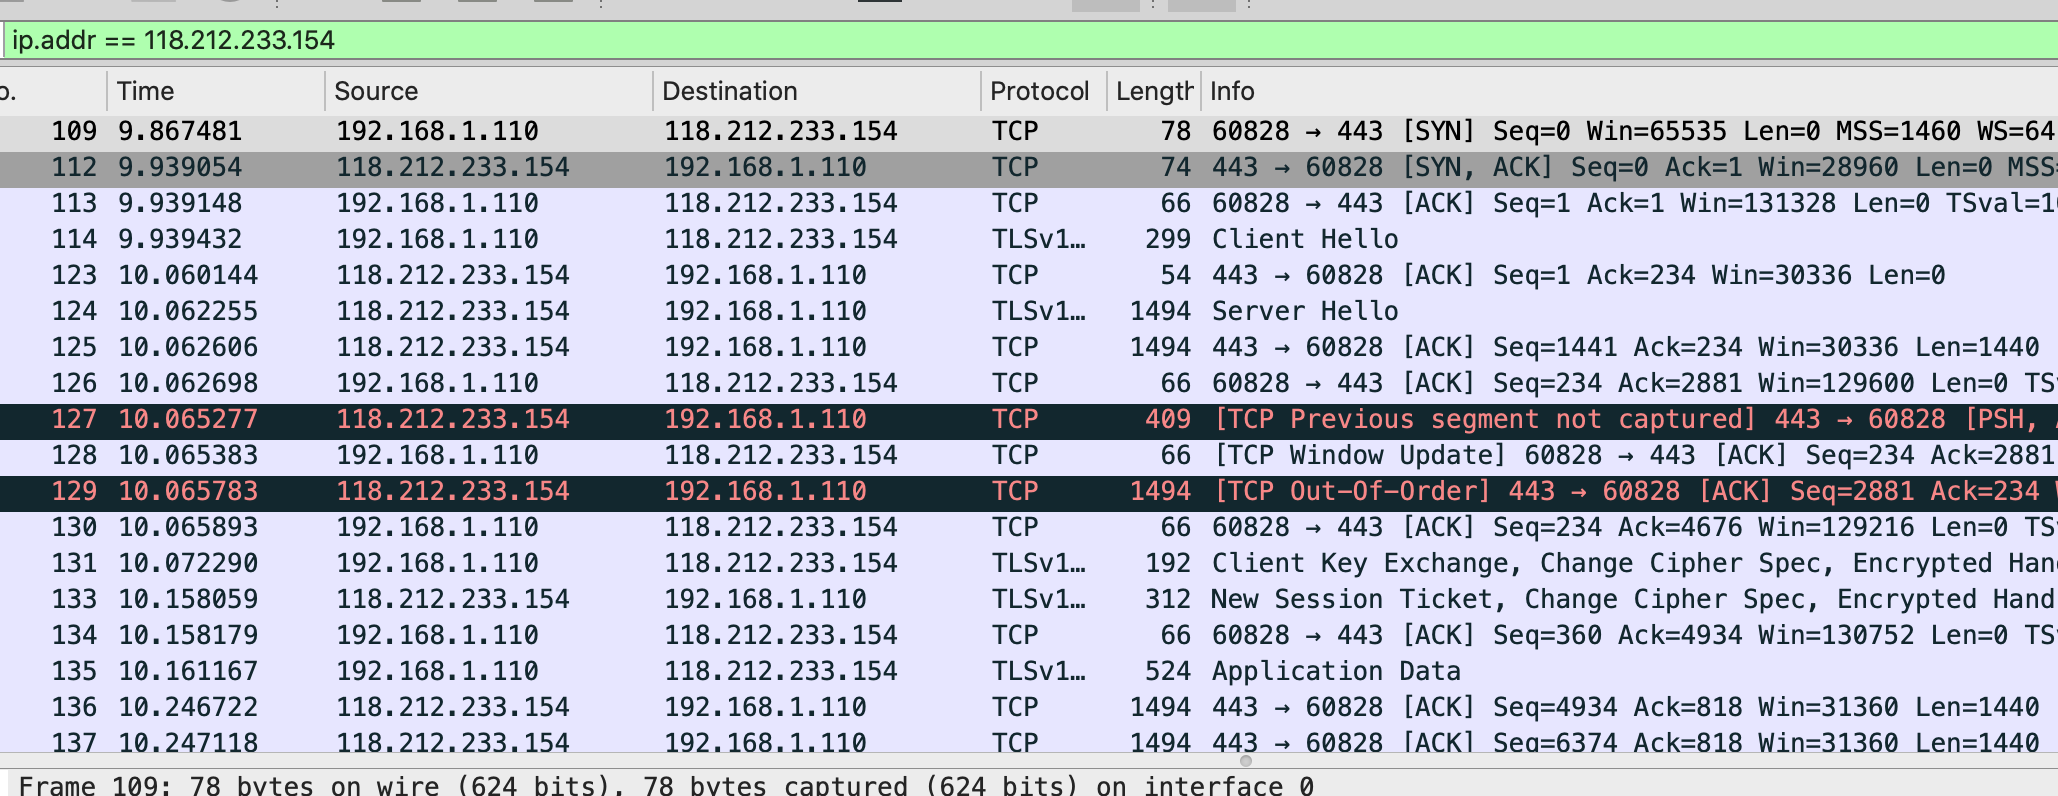 ip.addr == 118.212.233.154
o. Time Source Destination Protocol Length Info
109 9.867481 192.168.1.110 118.212.233.154 TCP 78 60828 → 443 [SYN] Seq=0 Win=65535 Len=0 MSS=1460 WS=64
112 9.939054 118.212.233.154 192.168.1.110 TCP 74 443 → 60828 [SYN, ACK] Seq=0 Ack=1 Win=28960 Len=0 MSS=
113 9.939148 192.168.1.110 118.212.233.154 TCP 66 60828 → 443 [ACK] Seq=1 Ack=1 Win=131328 Len=0 TSval=10
114 9.939432 192.168.1.110 118.212.233.154 TLSv1… 299 Client Hello
123 10.060144 118.212.233.154 192.168.1.110 TCP 54 443 → 60828 [ACK] Seq=1 Ack=234 Win=30336 Len=0
124 10.062255 118.212.233.154 192.168.1.110 TLSv1… 1494 Server Hello
125 10.062606 118.212.233.154 192.168.1.110 TCP 1494 443 → 60828 [ACK] Seq=1441 Ack=234 Win=30336 Len=1440
126 10.062698 192.168.1.110 118.212.233.154 TCP 66 60828 → 443 [ACK] Seq=234 Ack=2881 Win=129600 Len=0 TS
127 10.065277 118.212.233.154 192.168.1.110 TCP 409 [TCP Previous segment not captured] 443 → 60828 [PSH,
128 10.065383 192.168.1.110 118.212.233.154 TCP 66 [TCP Window Update] 60828 → 443 [ACK] Seq=234 Ack=2881
129 10.065783 118.212.233.154 192.168.1.110 TCP 1494 [TCP Out-Of-Order] 443 → 60828 [ACK] Seq=2881 Ack=234
130 10.065893 192.168.1.110 118.212.233.154 TCP 66 60828 → 443 [ACK] Seq=234 Ack=4676 Win=129216 Len=0 TS
131 10.072290 192.168.1.110 118.212.233.154 TLSv1… 192 Client Key Exchange, Change Cipher Spec, Encrypted Han
133 10.158059 118.212.233.154 192.168.1.110 TLSv1… 312 New Session Ticket, Change Cipher Spec, Encrypted Hand
134 10.158179 192.168.1.110 118.212.233.154 TCP 66 60828 → 443 [ACK] Seq=360 Ack=4934 Win=130752 Len=0 TS
135 10.161167 192.168.1.110 118.212.233.154 TLSv1… 524 Application Data
136 10.246722 118.212.233.154 192.168.1.110 TCP 1494 443 → 60828 [ACK] Seq=4934 Ack=818 Win=31360 Len=1440
137 10.247118 118.212.233.154 192.168.1.110 TCP 1494 443 → 60828 [ACK] Seq=6374 Ack=818 Win=31360 Len=1440
Frame 109: 78 bytes on wire (624 bits), 78 bytes captured (624 bits) on interface 0